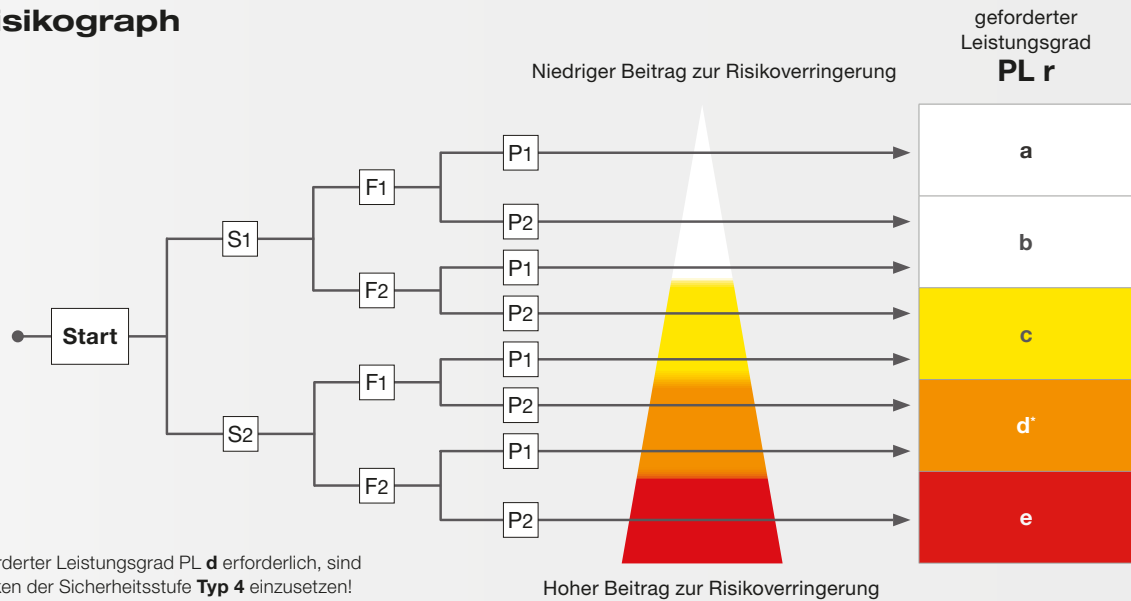 isikograph
geforderter
Leistungsgrad
PL r
Niedriger Beitrag zur Risikoverringerung
P1
a
F1
P2
S1
b
P1
F2
P2
c
Start
P1
F1
P2
d*
S2
P1
F2
P2
e
rderter Leistungsgrad PL d erforderlich, sind
ken der Sicherheitsstufe Typ 4 einzusetzen!
Hoher Beitrag zur Risikoverringerung